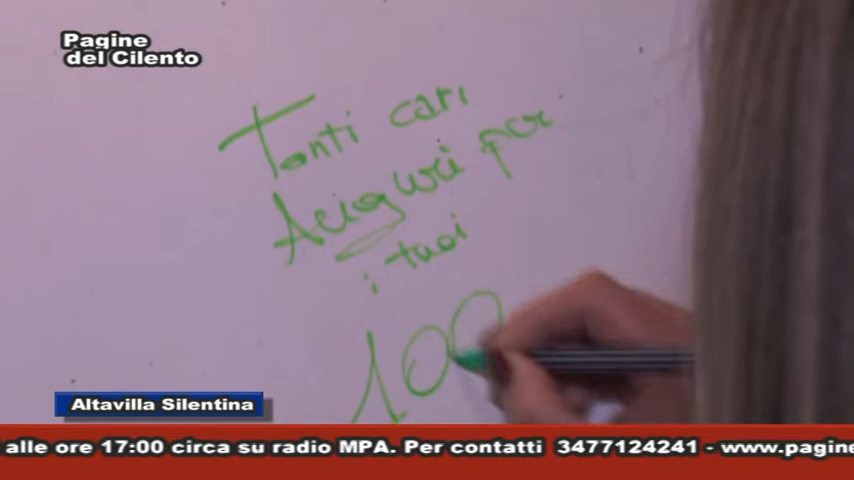 Pagine
del Cilento
Tanti cari
Auguri per
i tuoi
100
Altavilla Silentina
alle ore 17:00 circa su radio MPA. Per contatti 3477124241 - www.pagine